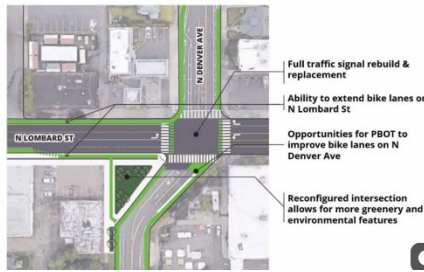 N DENVER AVE
N LOMBARD ST
Full traffic signal rebuild &
replacement
Ability to extend bike lanes on
N Lombard St
Opportunities for PBOT to
improve bike lanes on N
Denver Ave
Reconfigured intersection
allows for more greenery and
environmental features